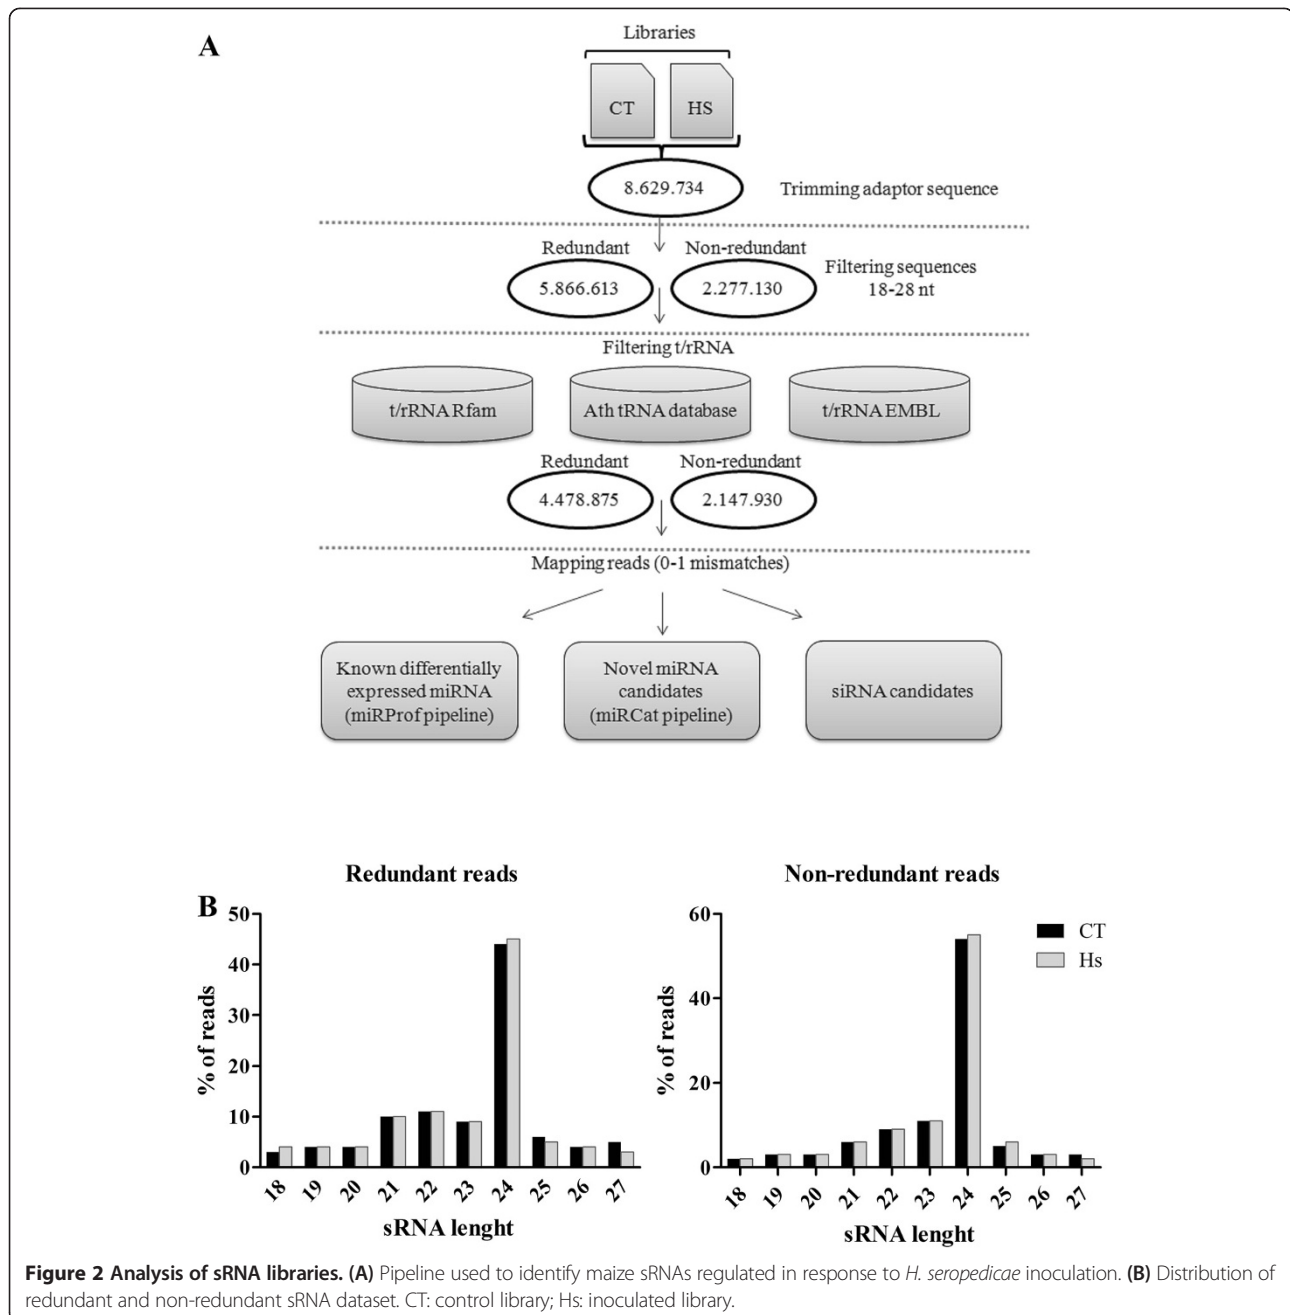 A
Libraries
CT
HS
8.629.734
Trimming adaptor sequence
Redundant
Non-redundant
5.866.613
2.277.130
Filtering sequences
18-28 nt
Filtering t/rRNA
t/rRNA Rfam
Ath tRNA database
t/rRNA EMBL
Redundant
Non-redundant
4.478.875
2.147.930
Mapping reads (0-1 mismatches)
Known differentially
expressed miRNA
(miRProf pipeline)
Novel miRNA
candidates
(miRCat pipeline)
siRNA candidates
B
Redundant reads
50
40
30
20
10
0
% of reads
18 19 20 21 22 23 24 25 26 27
sRNA lenght
Non-redundant reads
60
40
20
0
% of reads
18 19 20 21 22 23 24 25 26 27
sRNA lenght
CT
Hs
Figure 2 Analysis of sRNA libraries. (A) Pipeline used to identify maize sRNAs regulated in response to H. seropedicae inoculation. (B) Distribution of
redundant and non-redundant sRNA dataset. CT: control library; Hs: inoculated library.